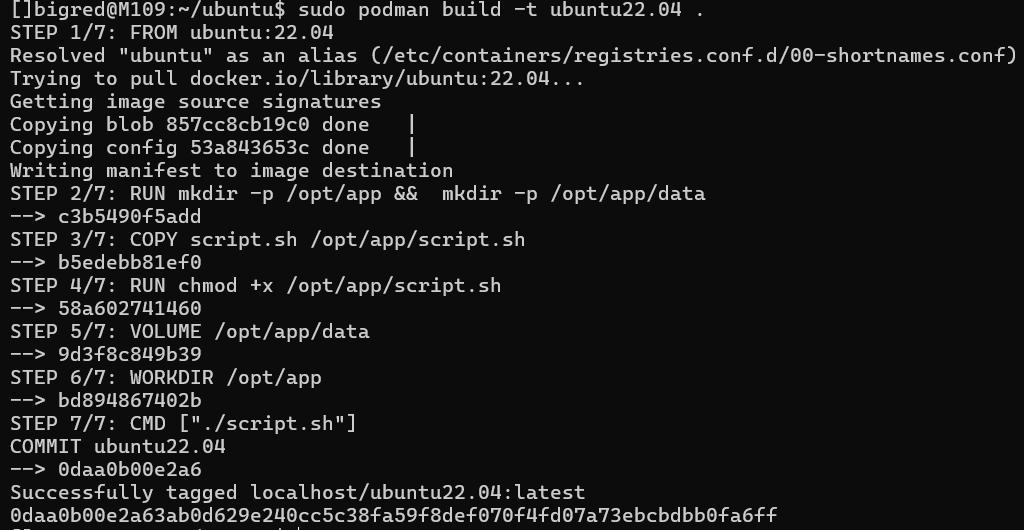 []bigred@M109:~/ubuntu$ sudo podman build -t ubuntu22.04 .
STEP 1/7: FROM ubuntu:22.04
Resolved "ubuntu" as an alias (/etc/containers/registries.conf.d/00-shortnames.conf)
Trying to pull docker.io/library/ubuntu:22.04...
Getting image source signatures
Copying blob 857cc8cb19c0 done   |
Copying config 53a843653c done   |
Writing manifest to image destination
STEP 2/7: RUN mkdir -p /opt/app &&  mkdir -p /opt/app/data
--> c3b5490f5add
STEP 3/7: COPY script.sh /opt/app/script.sh
--> b5edebb81ef0
STEP 4/7: RUN chmod +x /opt/app/script.sh
--> 58a602741460
STEP 5/7: VOLUME /opt/app/data
--> 9d3f8c849b39
STEP 6/7: WORKDIR /opt/app
--> bd894867402b
STEP 7/7: CMD ["./script.sh"]
COMMIT ubuntu22.04
--> 0daa0b00e2a6
Successfully tagged localhost/ubuntu22.04:latest
0daa0b00e2a63ab0d629e240cc5c38fa59f8def070f4fd07a73ebcbdbb0fa6ff